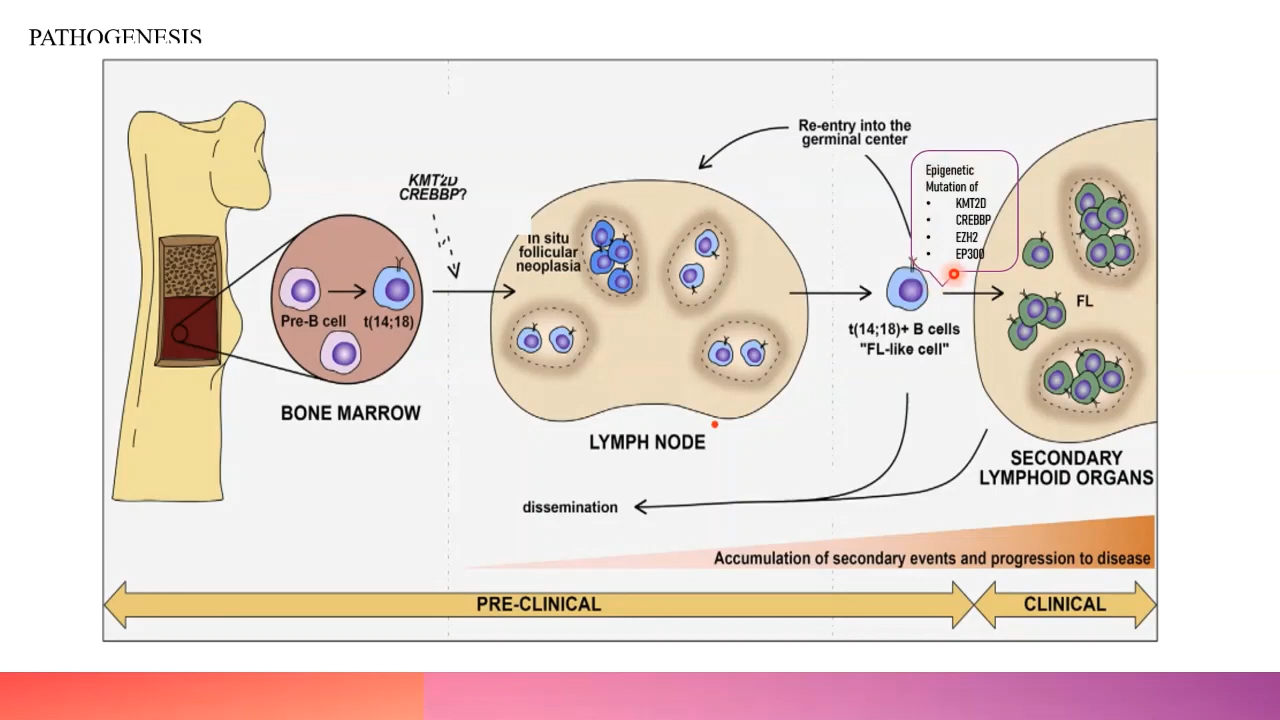 PATHOGENESIS
Re-entry into the
germinal center
Epigenetic
Mutation of
• KMT2D
• CREBBP
• EZH2
• EP300
KMT2D
CREBBP?
In situ
follicular
neoplasia
Pre-B cell
t(14;18)
FL
t(14;18)+ B cells
"FL-like cell"
BONE MARROW
LYMPH NODE
SECONDARY
LYMPHOID ORGANS
dissemination
Accumulation of secondary events and progression to disease
PRE-CLINICAL
CLINICAL